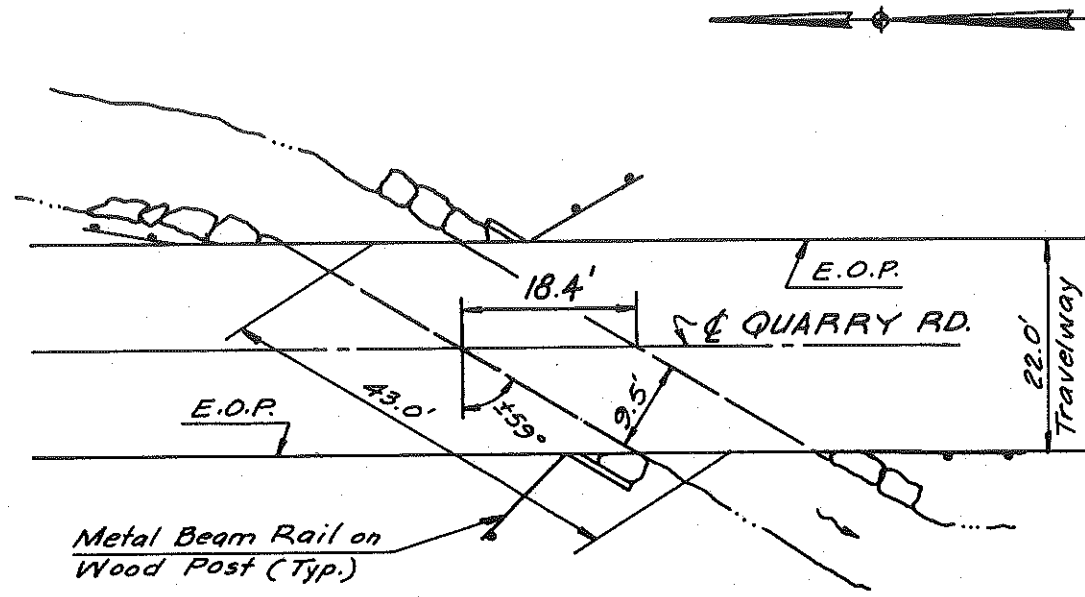 E.O.P.
18.4'
℄ QUARRY RD.
22.0'
Travelway
43.0'
±59°
9.5'
E.O.P.
Metal Beam Rail on
Wood Post (Typ.)